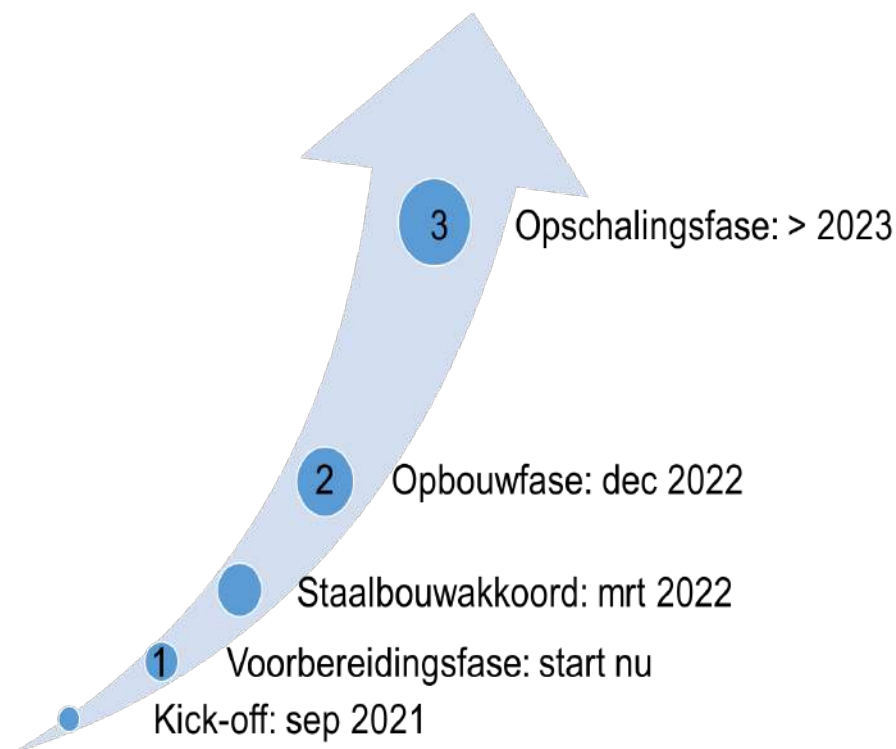 3 Opschalingsfase: > 2023
2 Opbouwfase: dec 2022
Staalbouwakkoord: mrt 2022
1 Voorbereidingsfase: start nu
Kick-off: sep 2021